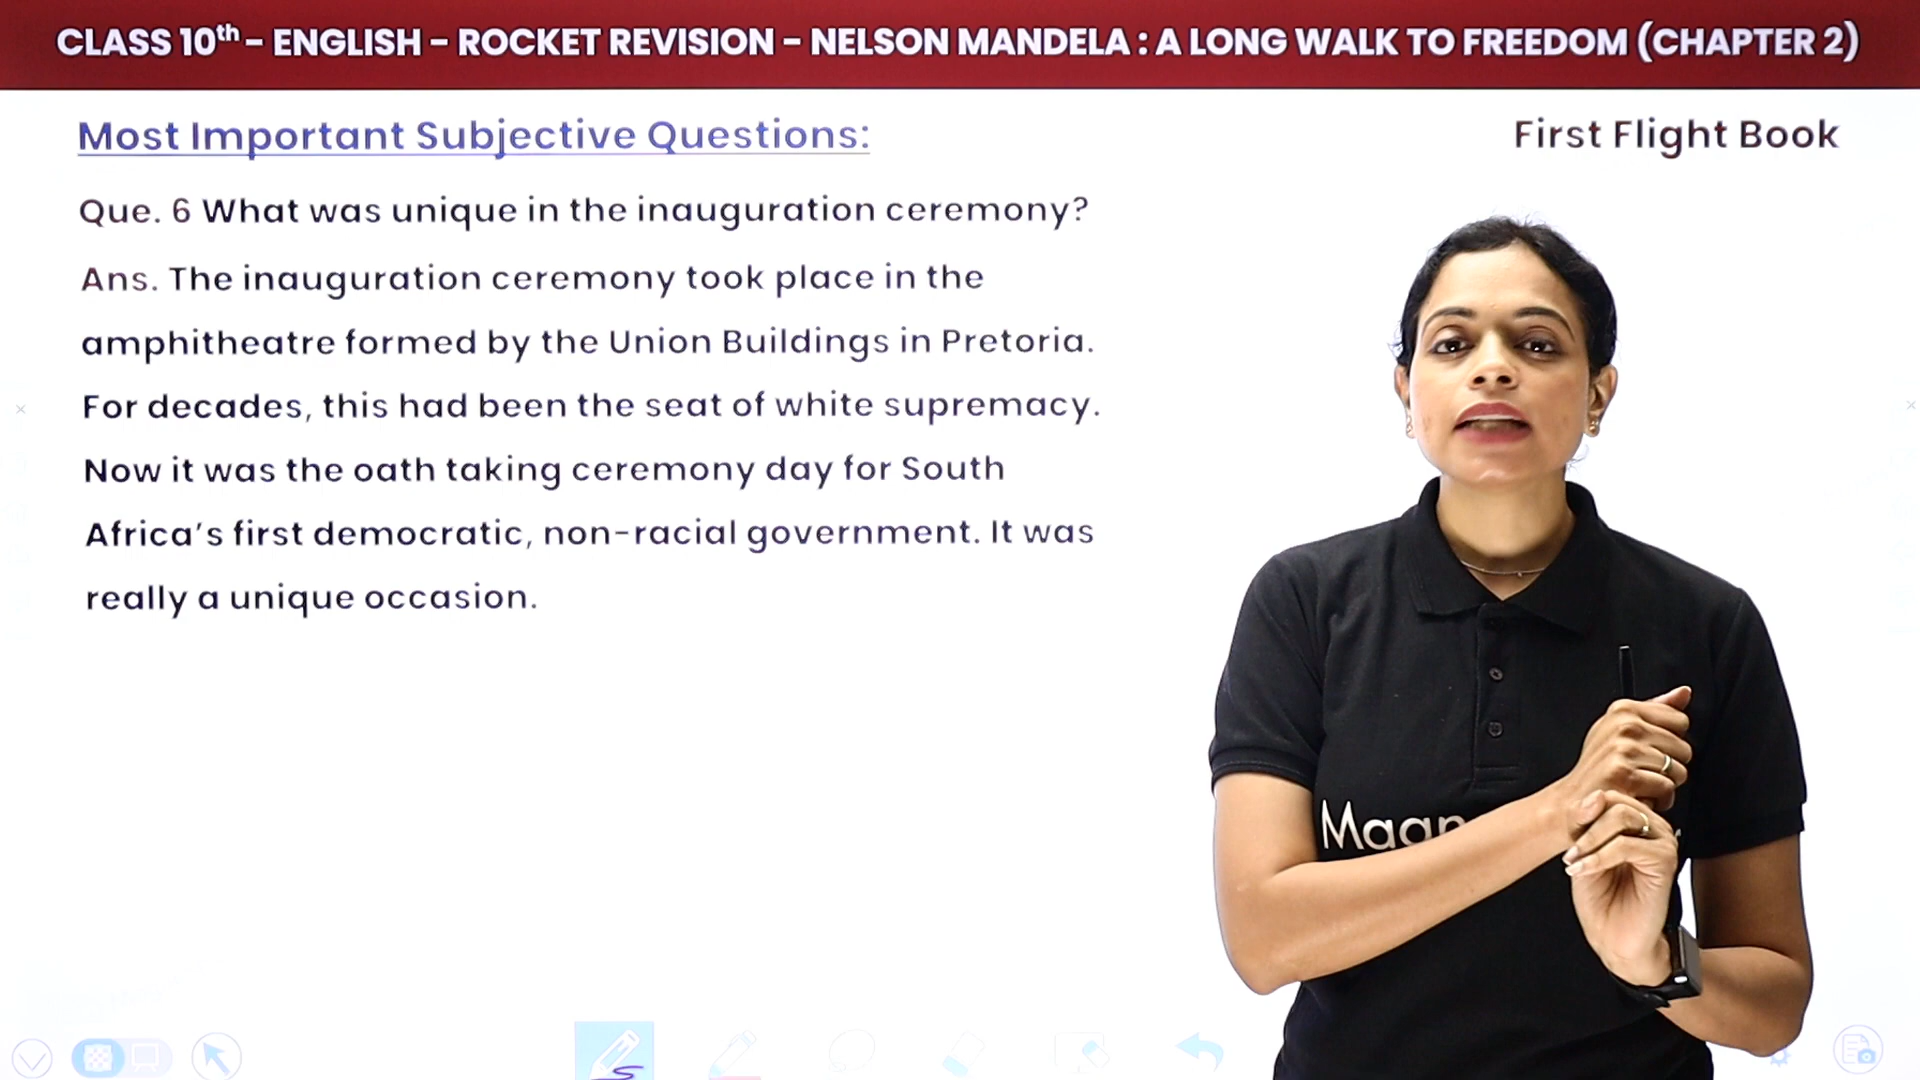 CLASS 10th - ENGLISH - ROCKET REVISION - NELSON MANDELA : A LONG WALK TO FREEDOM (CHAPTER 2)
Most Important Subjective Questions:
First Flight Book
Que. 6 What was unique in the inauguration ceremony?
Ans. The inauguration ceremony took place in the
amphitheatre formed by the Union Buildings in Pretoria.
For decades, this had been the seat of white supremacy.
Now it was the oath taking ceremony day for South
Africa's first democratic, non-racial government. It was
really a unique occasion.